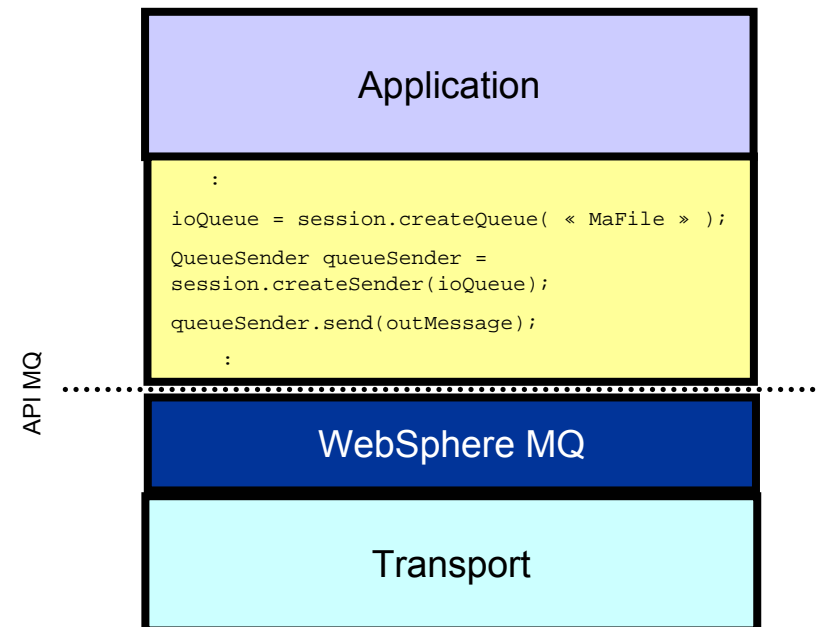 Application
:
ioQueue = session.createQueue( « MaFile » );
QueueSender queueSender =
session.createSender(ioQueue);
queueSender.send(outMessage);
:
API MQ
WebSphere MQ
Transport